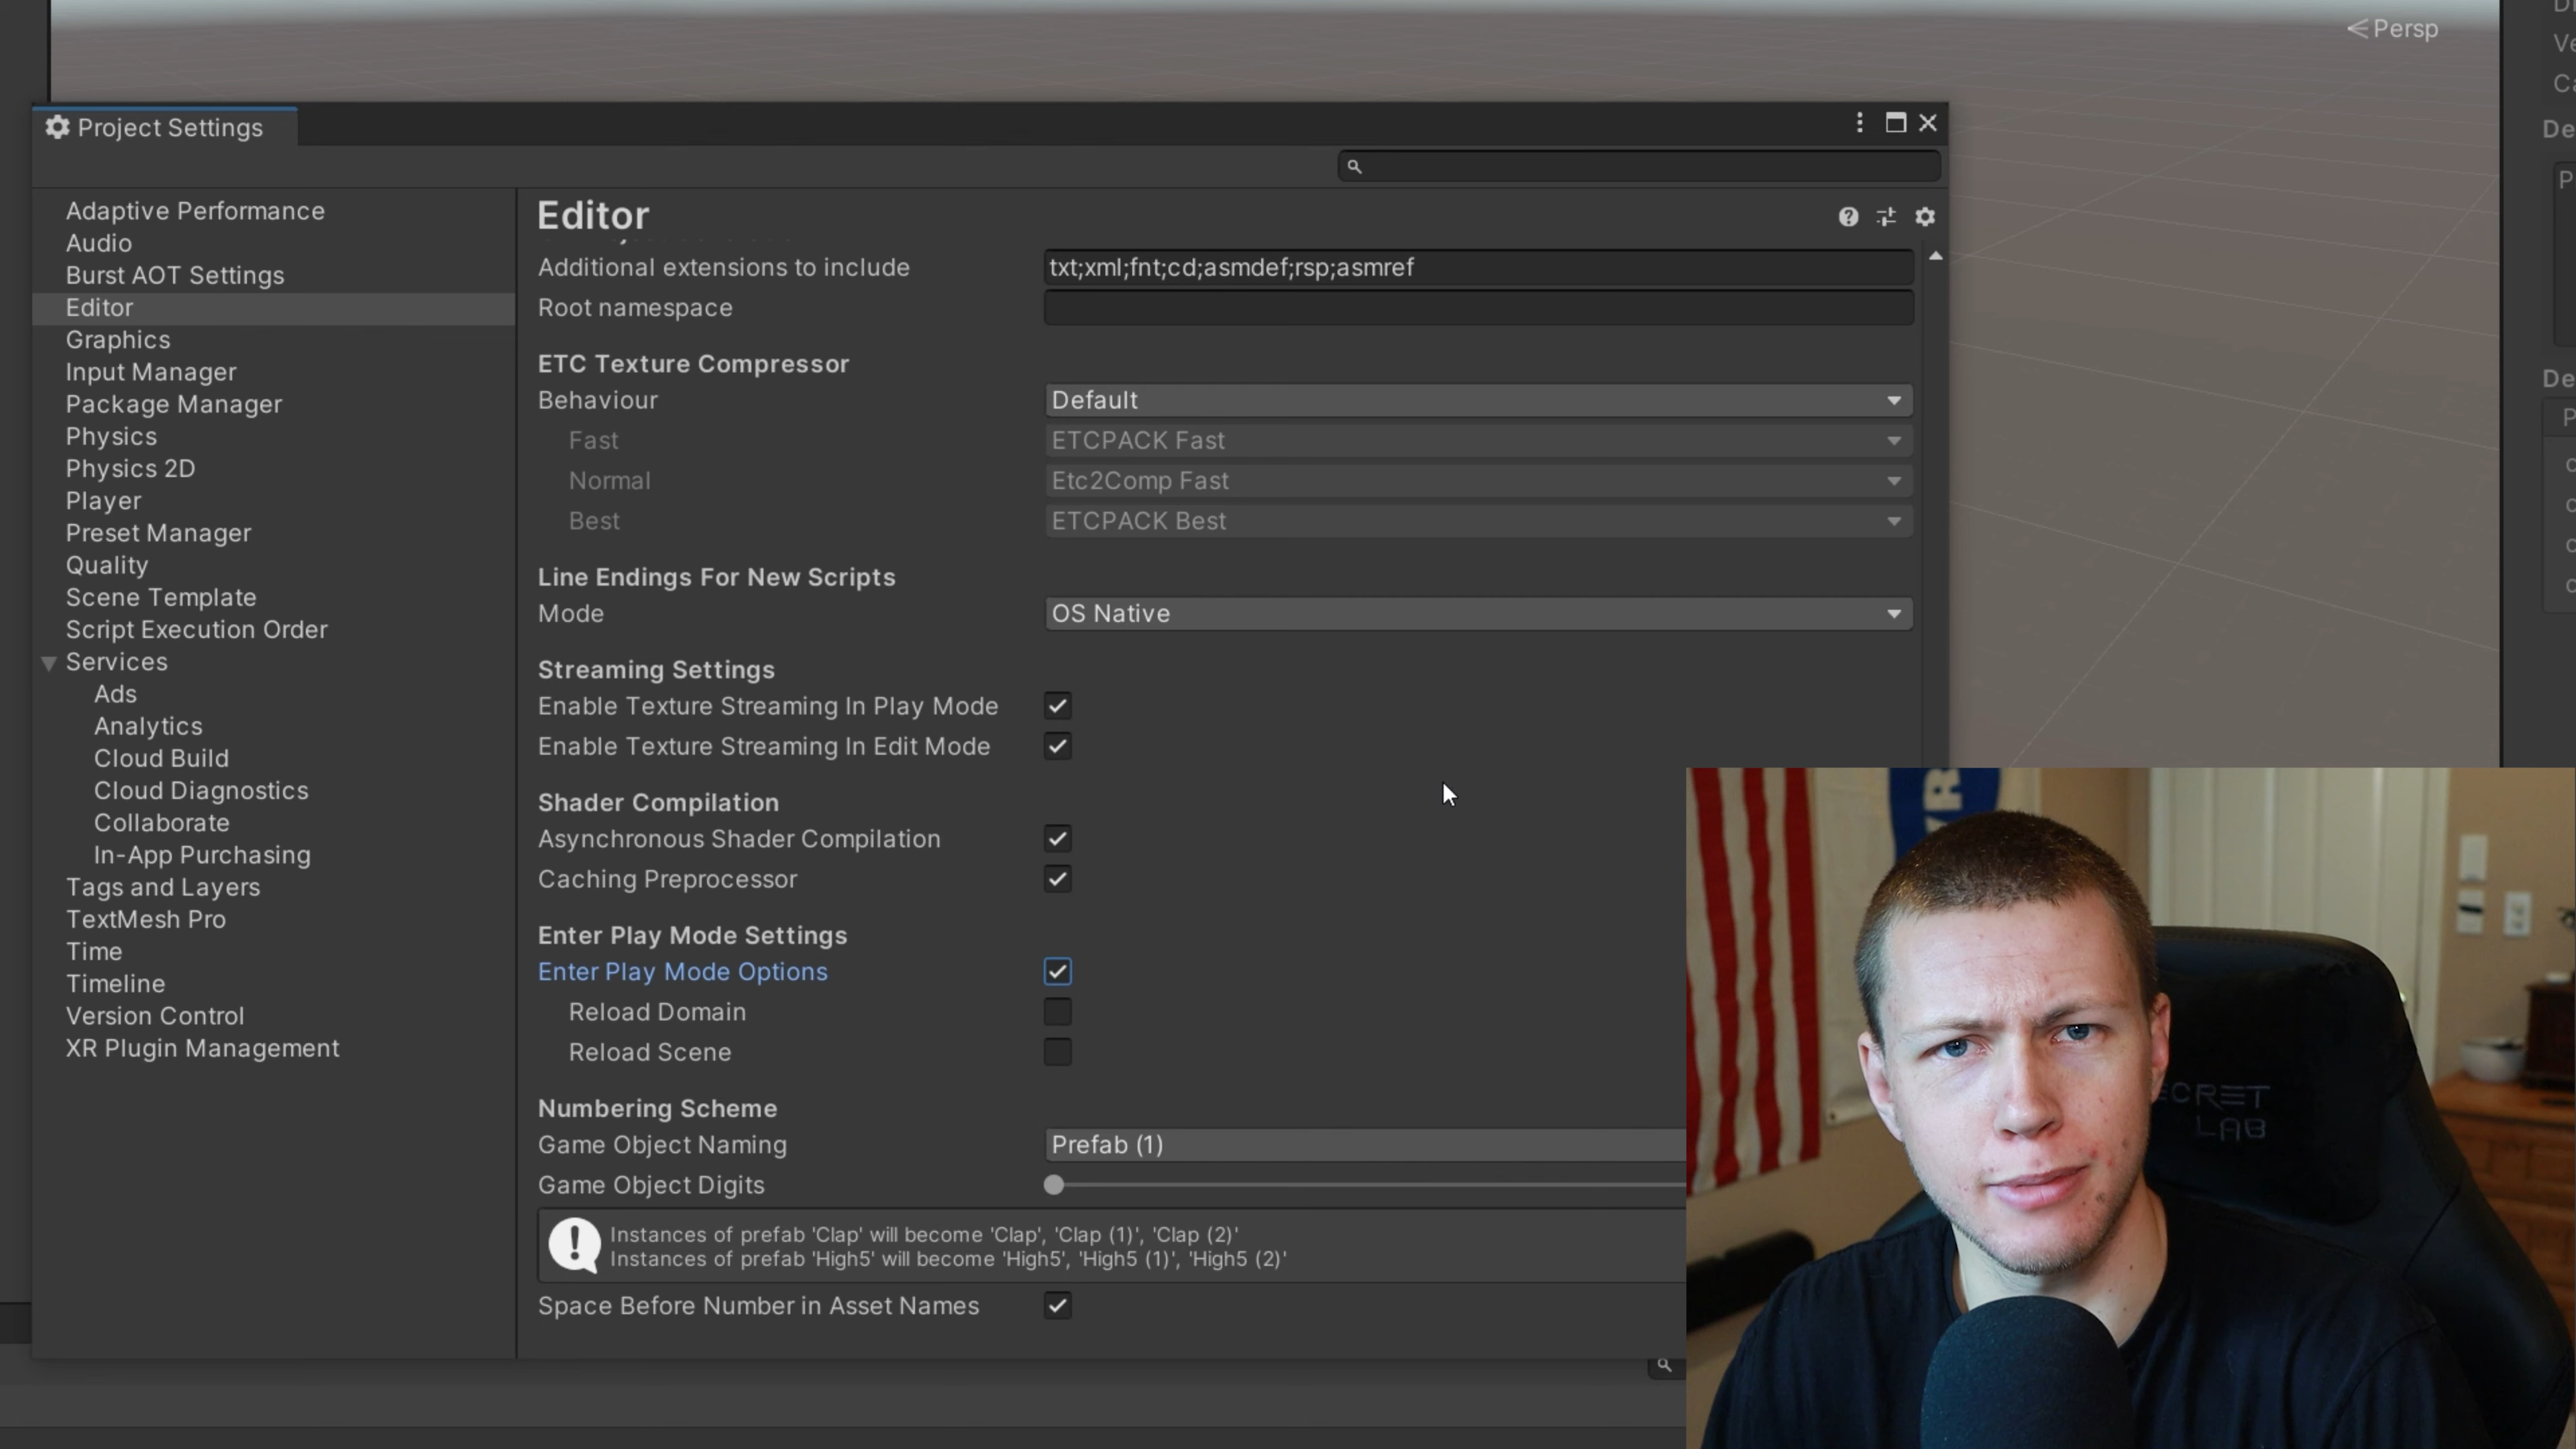 Persp
Project Settings
Adaptive Performance
Audio
Burst AOT Settings
Editor
Graphics
Input Manager
Package Manager
Physics
Physics 2D
Player
Preset Manager
Quality
Scene Template
Script Execution Order
Services
Ads
Analytics
Cloud Build
Cloud Diagnostics
Collaborate
In-App Purchasing
Tags and Layers
TextMesh Pro
Time
Timeline
Version Control
XR Plugin Management
Editor
Additional extensions to include txt;xml;fnt;cd;asmdef;rsp;asmref
Root namespace
ETC Texture Compressor
Behaviour Default
Fast ETCPACK Fast
Normal Etc2Comp Fast
Best ETCPACK Best
Line Endings For New Scripts
Mode OS Native
Streaming Settings
Enable Texture Streaming In Play Mode
Enable Texture Streaming In Edit Mode
Shader Compilation
Asynchronous Shader Compilation
Caching Preprocessor
Enter Play Mode Settings
Enter Play Mode Options
Reload Domain
Reload Scene
Numbering Scheme
Game Object Naming Prefab (1)
Game Object Digits
Instances of prefab 'Clap' will become 'Clap', 'Clap (1)', 'Clap (2)'
Instances of prefab 'High5' will become 'High5', 'High5 (1)', 'High5 (2)'
Space Before Number in Asset Names
De
De
ECRET
LAB